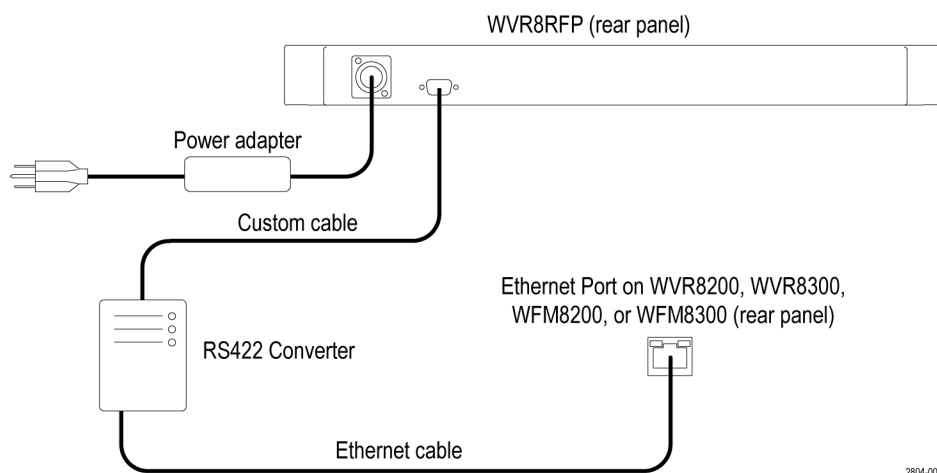 WVR8RFP (rear panel)
Power adapter
Custom cable
Ethernet Port on WVR8200, WVR8300,
WFM8200, or WFM8300 (rear panel)
RS422 Converter
Ethernet cable